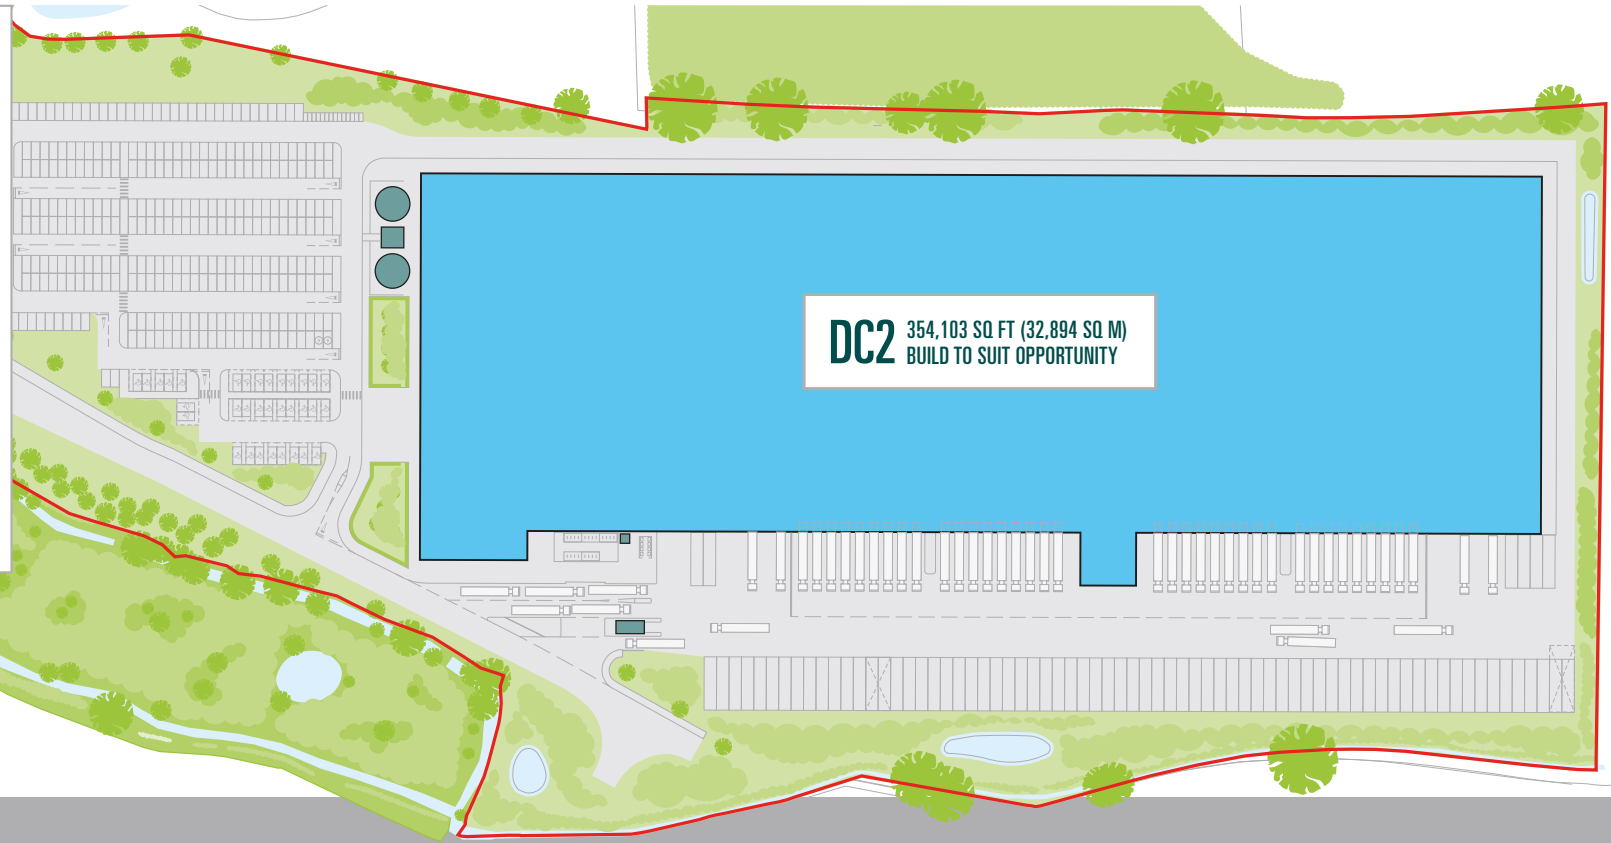 DC2
354,103 SQ FT (32,894 SQ M)
BUILD TO SUIT OPPORTUNITY